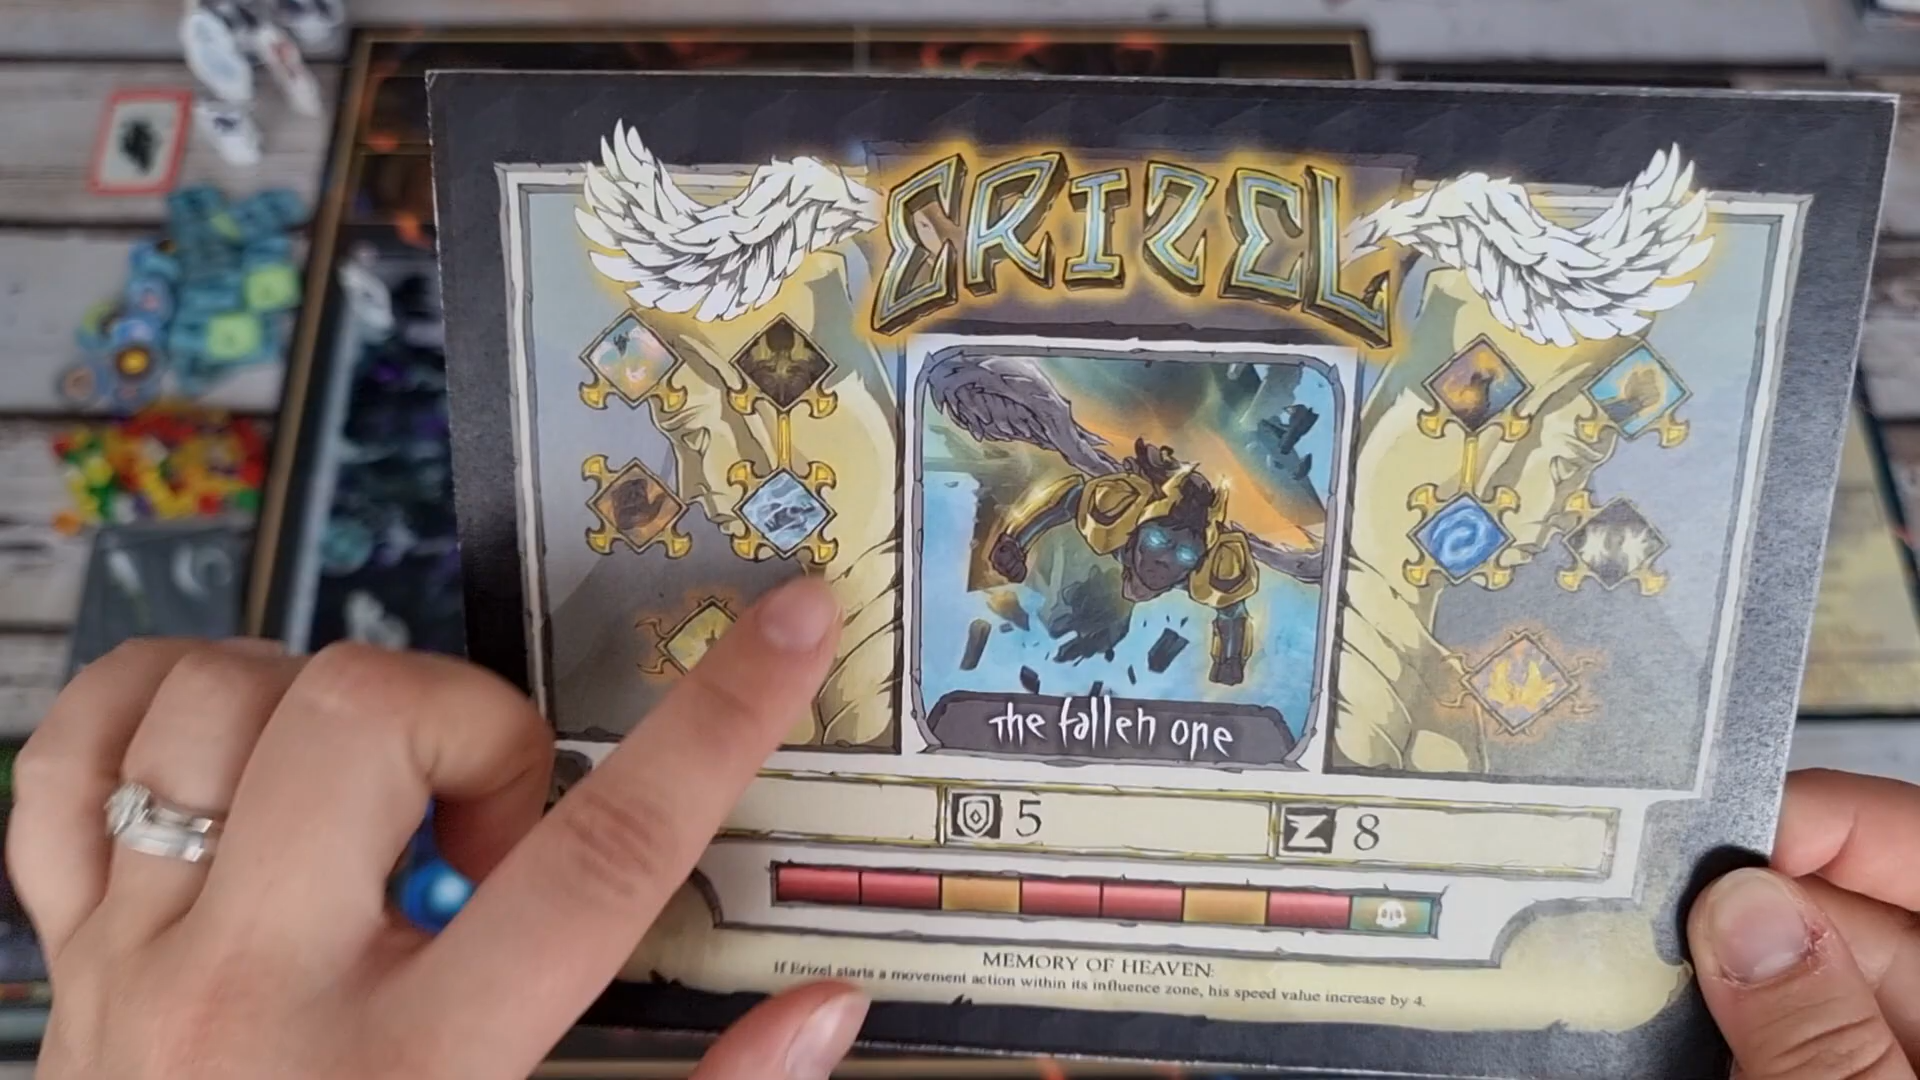 ERIZEL
the fallen one
5
8
MEMORY OF HEAVEN:
If Erizel starts a movement action within its influence zone, his speed value increase by 4.